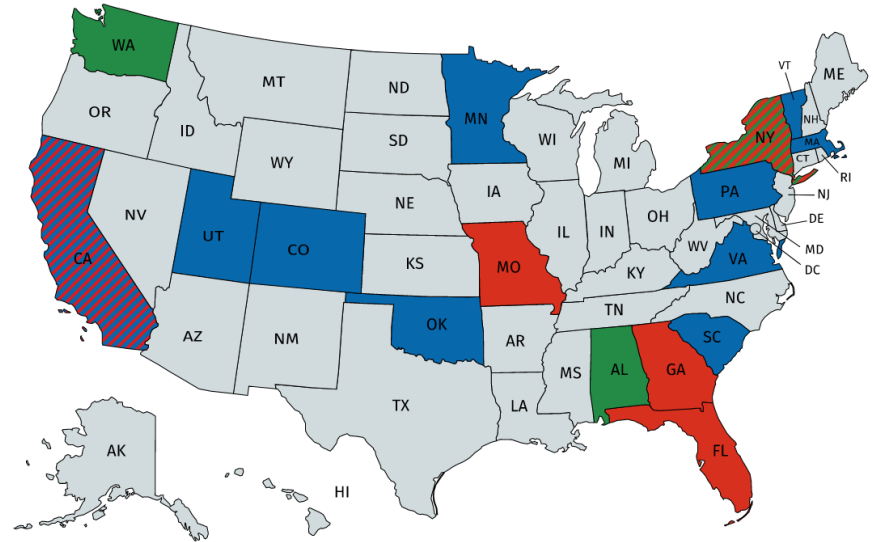 WA
MT
ND
MN
VT
ME
OR
ID
SD
WI
NY
NH
MA
WY
MI
CT
RI
IA
PA
NJ
NE
NV
OH
DE
UT
CO
IL
IN
WV
MD
CA
KS
MO
KY
VA
DC
NC
TN
OK
AZ
NM
AR
SC
MS
AL
GA
TX
LA
FL
AK
HI